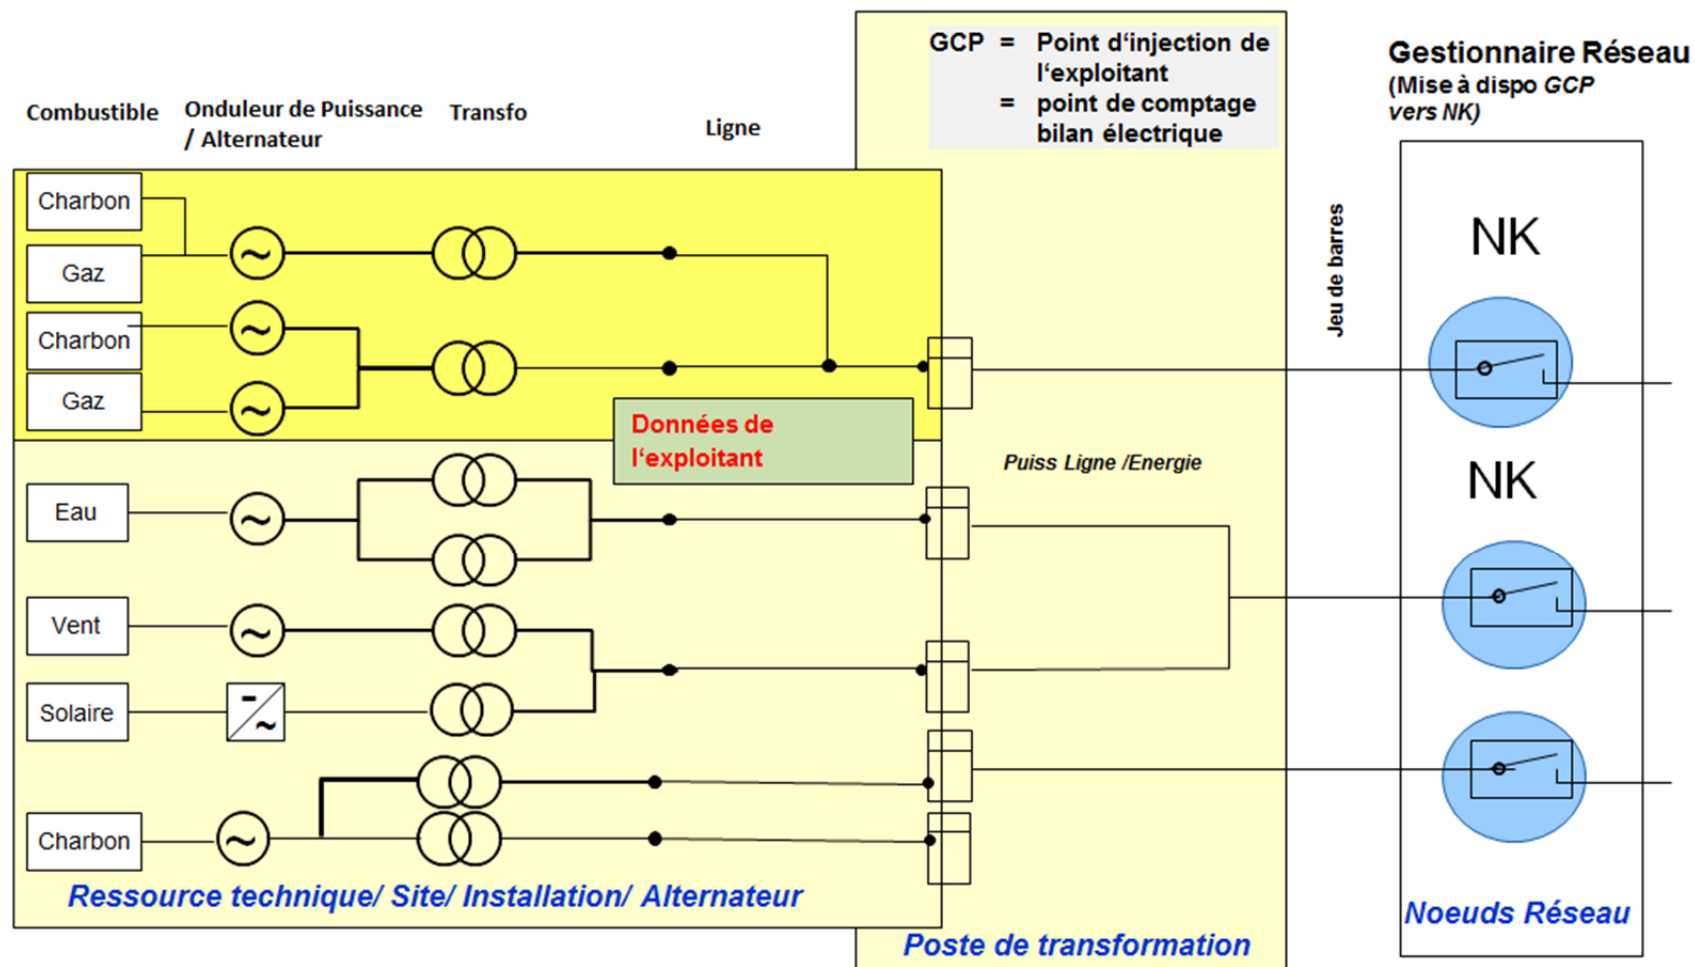 GCP = Point d‘injection de
l‘exploitant
= point de comptage
bilan électrique
Gestionnaire Réseau
(Mise à dispo GCP
vers NK)
Combustible
Onduleur de Puissance
/ Alternateur
Transfo
Ligne
Charbon
Gaz
Charbon
Gaz
Données de
l‘exploitant
Jeu de barres
NK
Puiss Ligne /Energie
NK
Eau
Vent
Solaire
Charbon
Ressource technique/ Site/ Installation/ Alternateur
Poste de transformation
Noeuds Réseau